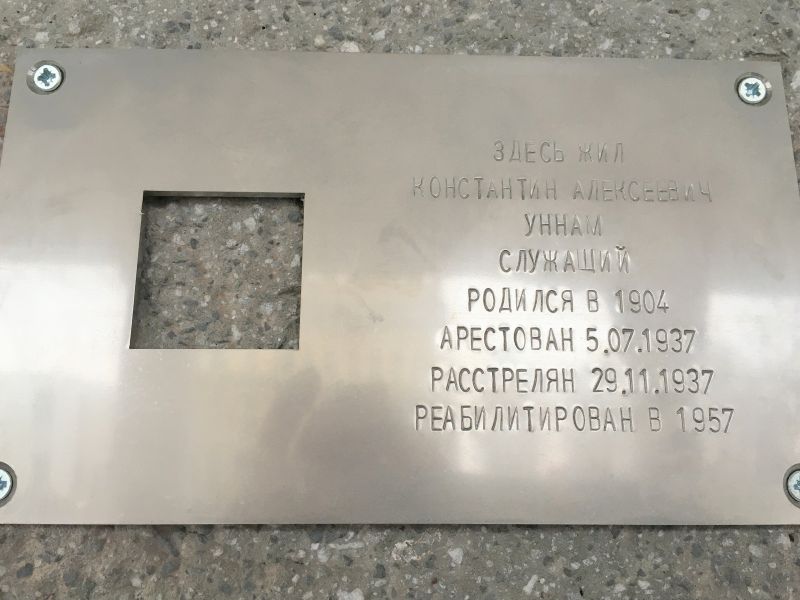 ЗДЕСЬ ЖИЛ
КОНСТАНТИН АЛЕКСЕЕВИЧ
УННАМ
СЛУЖАЩИЙ
РОДИЛСЯ В 1904
АРЕСТОВАН 5.07.1937
РАССТРЕЛЯН 29.11.1937
РЕАБИЛИТИРОВАН В 1957